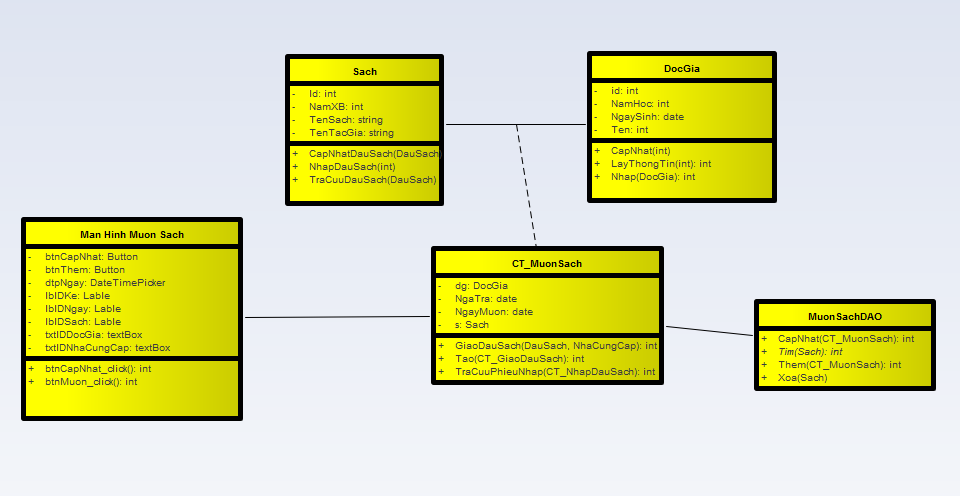 Sach
- Id: int
- NamXB: int
- TenSach: string
- TenTacGia: string
+ CapNhatDauSach(DauSach)
+ NhapDauSach(int)
+ TraCuuDauSach(DauSach)
DocGia
- id: int
- NamHoc: int
- NgaySinh: date
- Ten: int
+ CapNhat(int)
+ LayThongTin(int): int
+ Nhap(DocGia): int
Man Hinh Muon Sach
- btnCapNhat: Button
- btnThem: Button
- dtpNgay: DateTimePicker
- lbIDKe: Lable
- lbIDNgay: Lable
- lbIDSach: Lable
- txtIDDocGia: textBox
- txtIDNhaCungCap: textBox
+ btnCapNhat_click(): int
+ btnMuon_click(): int
CT_MuonSach
- dg: DocGia
- NgaTra: date
- NgayMuon: date
- s: Sach
+ GiaoDauSach(DauSach, NhaCungCap): int
+ Tao(CT_GiaoDauSach): int
+ TraCuuPhieuNhap(CT_NhapDauSach): int
MuonSachDAO
+ CapNhat(CT_MuonSach): int
+ Tim(Sach): int
+ Them(CT_MuonSach): int
+ Xoa(Sach)